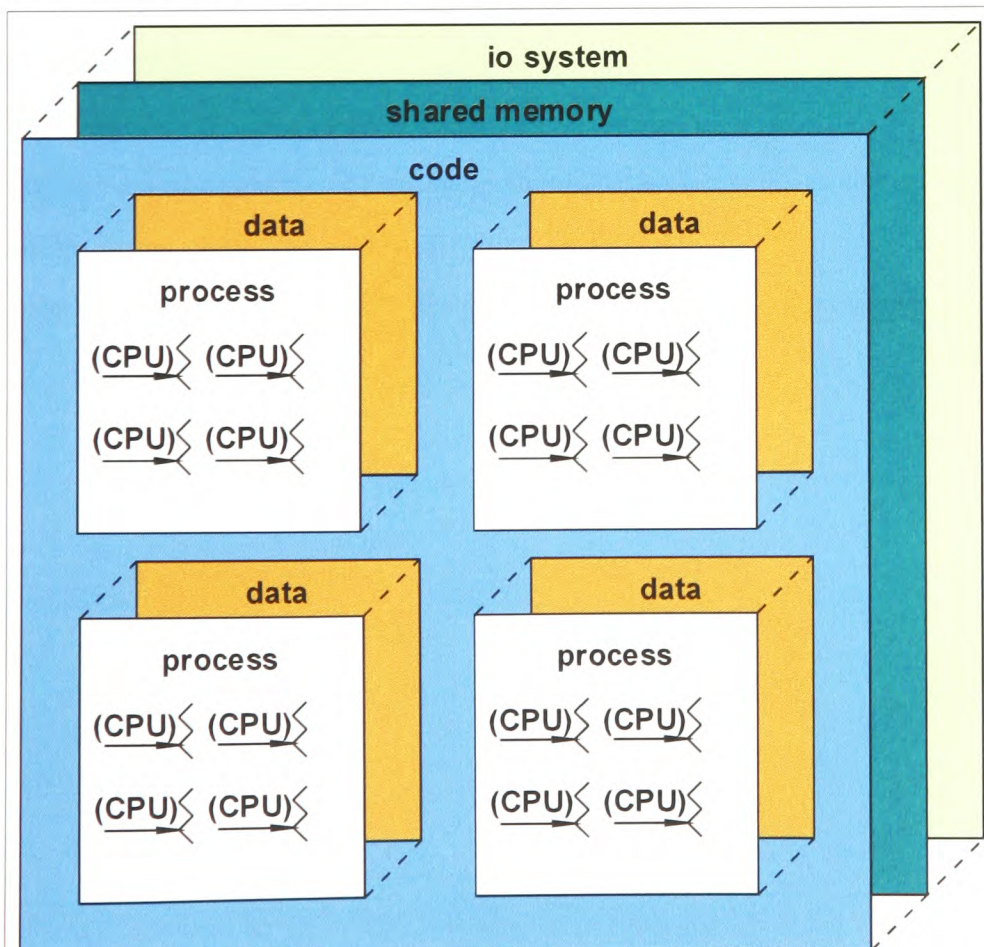 io system
shared memory
code
data
process
(CPU) (CPU)
(CPU) (CPU)
data
process
(CPU) (CPU)
(CPU) (CPU)
data
process
(CPU) (CPU)
(CPU) (CPU)
data
process
(CPU) (CPU)
(CPU) (CPU)